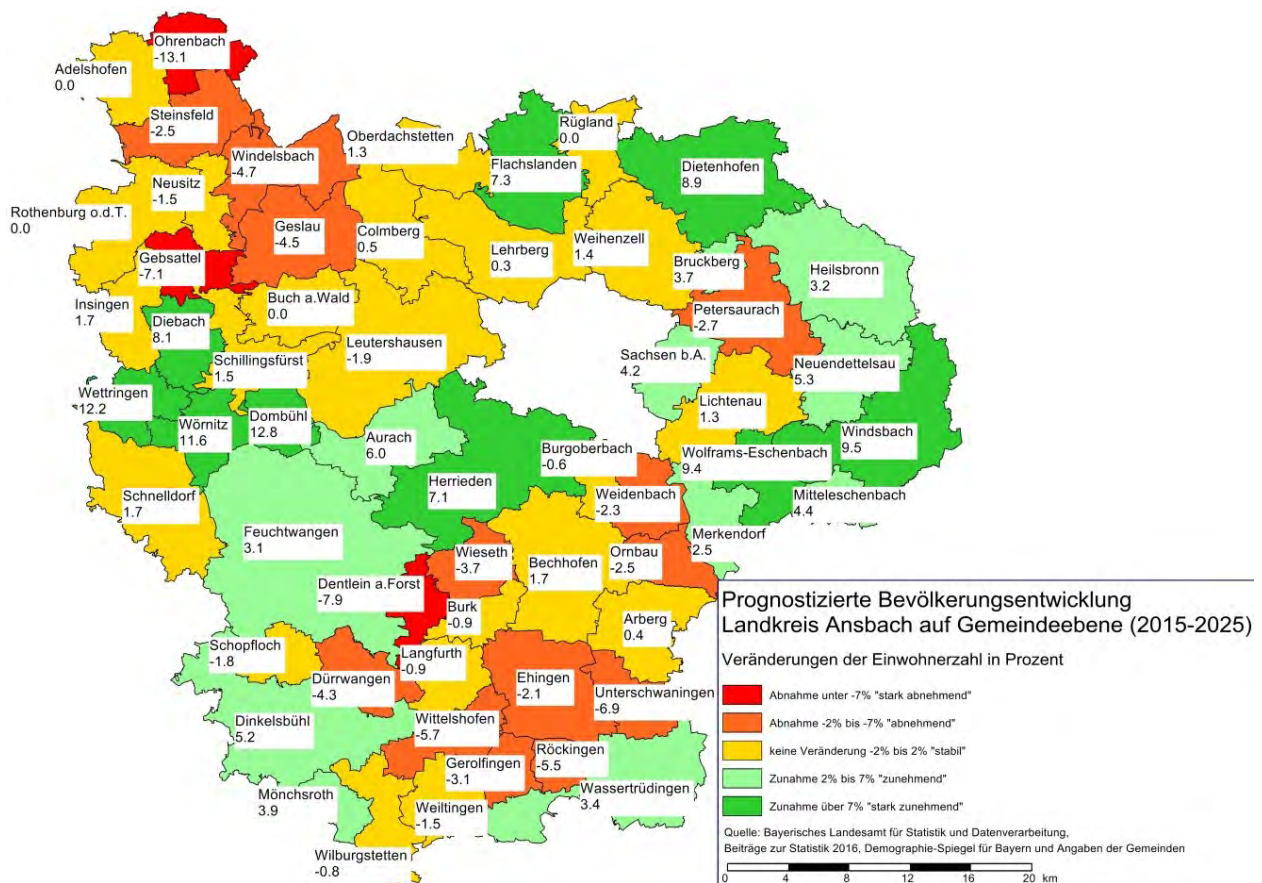 Ohrenbach
-13.1
Adelshofen
0.0
Steinsfeld
-2.5
Windelsbach
-4.7
Oberdachstetten
1.3
Rügland
0.0
Flachslanden
7.3
Dietenhofen
8.9
Neusitz
-1.5
Rothenburg o.d.T.
0.0
Geslau
-4.5
Colmberg
0.5
Lehrberg
0.3
Weihenzell
1.4
Bruckberg
3.7
Heilsbronn
3.2
Gebsattel
-7.1
Insingen
1.7
Diebach
8.1
Buch a.Wald
0.0
Leutershausen
-1.9
Petersaurach
-2.7
Sachsen b.A.
4.2
Neuendettelsau
5.3
Schillingsfürst
1.5
Wettringen
12.2
Wörnitz
11.6
Dombühl
12.8
Lichtenau
1.3
Windsbach
9.5
Aurach
6.0
Burgoberbach
-0.6
Wolframs-Eschenbach
9.4
Herrieden
7.1
Weidenbach
-2.3
Mitteleschenbach
4.4
Schnelldorf
1.7
Feuchtwangen
3.1
Merkendorf
2.5
Wieseth
-3.7
Bechhofen
1.7
Ornbau
-2.5
Dentlein a.Forst
-7.9
Burk
-0.9
Arberg
0.4
Schopfloch
-1.8
Langfurth
-0.9
Dürrwangen
-4.3
Ehingen
-2.1
Unterschwaningen
-6.9
Dinkelsbühl
5.2
Wittelshofen
-5.7
Röckingen
-5.5
Gerolfingen
-3.1
Wassertrüdingen
3.4
Mönchsroth
3.9
Weiltingen
-1.5
Wilburgstetten
-0.8
Prognostizierte Bevölkerungsentwicklung
Landkreis Ansbach auf Gemeindeebene (2015-2025)
Veränderungen der Einwohnerzahl in Prozent
Abnahme unter -7% "stark abnehmend"
Abnahme -2% bis -7% "abnehmend"
keine Veränderung -2% bis 2% "stabil"
Zunahme 2% bis 7% "zunehmend"
Zunahme über 7% "stark zunehmend"
Quelle: Bayerisches Landesamt für Statistik und Datenverarbeitung,
Beiträge zur Statistik 2016, Demographie-Spiegel für Bayern und Angaben der Gemeinden
0 4 8 12 16 20 km